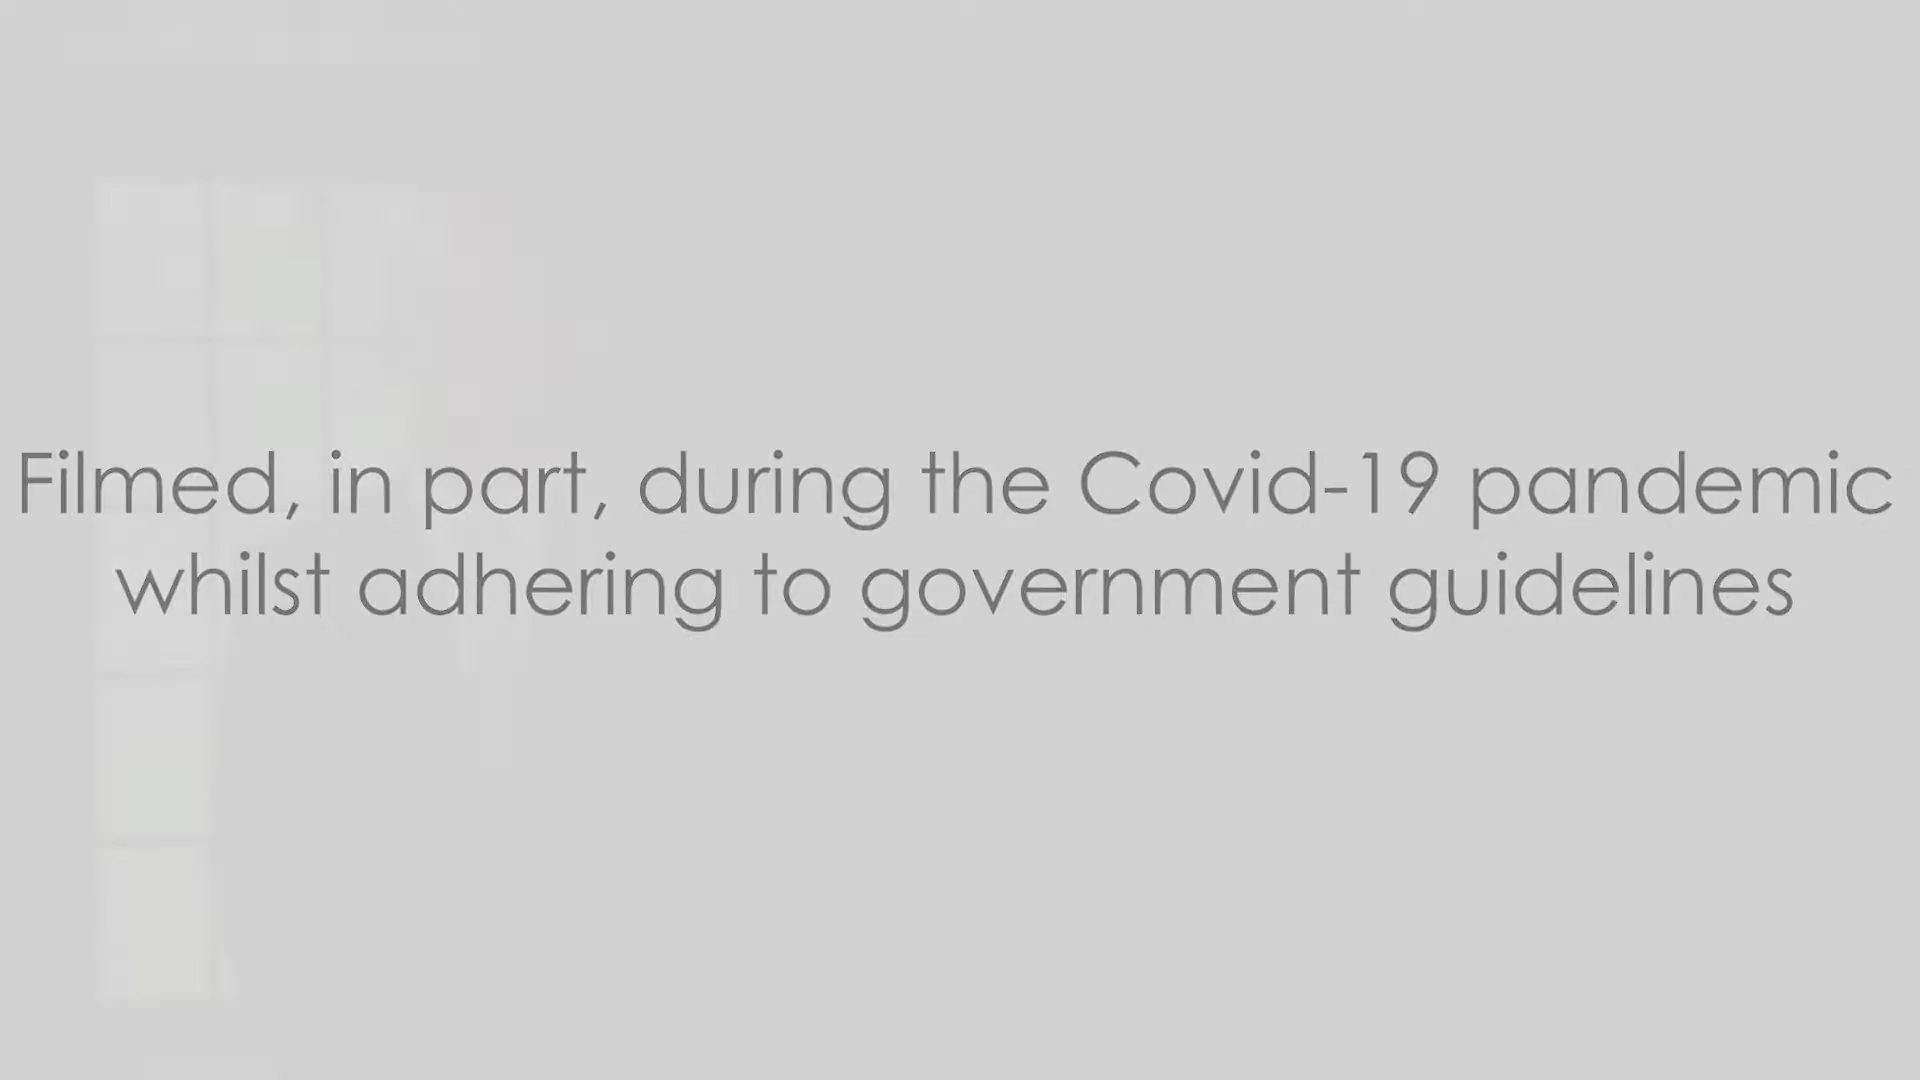 Filmed, in part, during the Covid-19 pandemic
whilst adhering to government guidelines